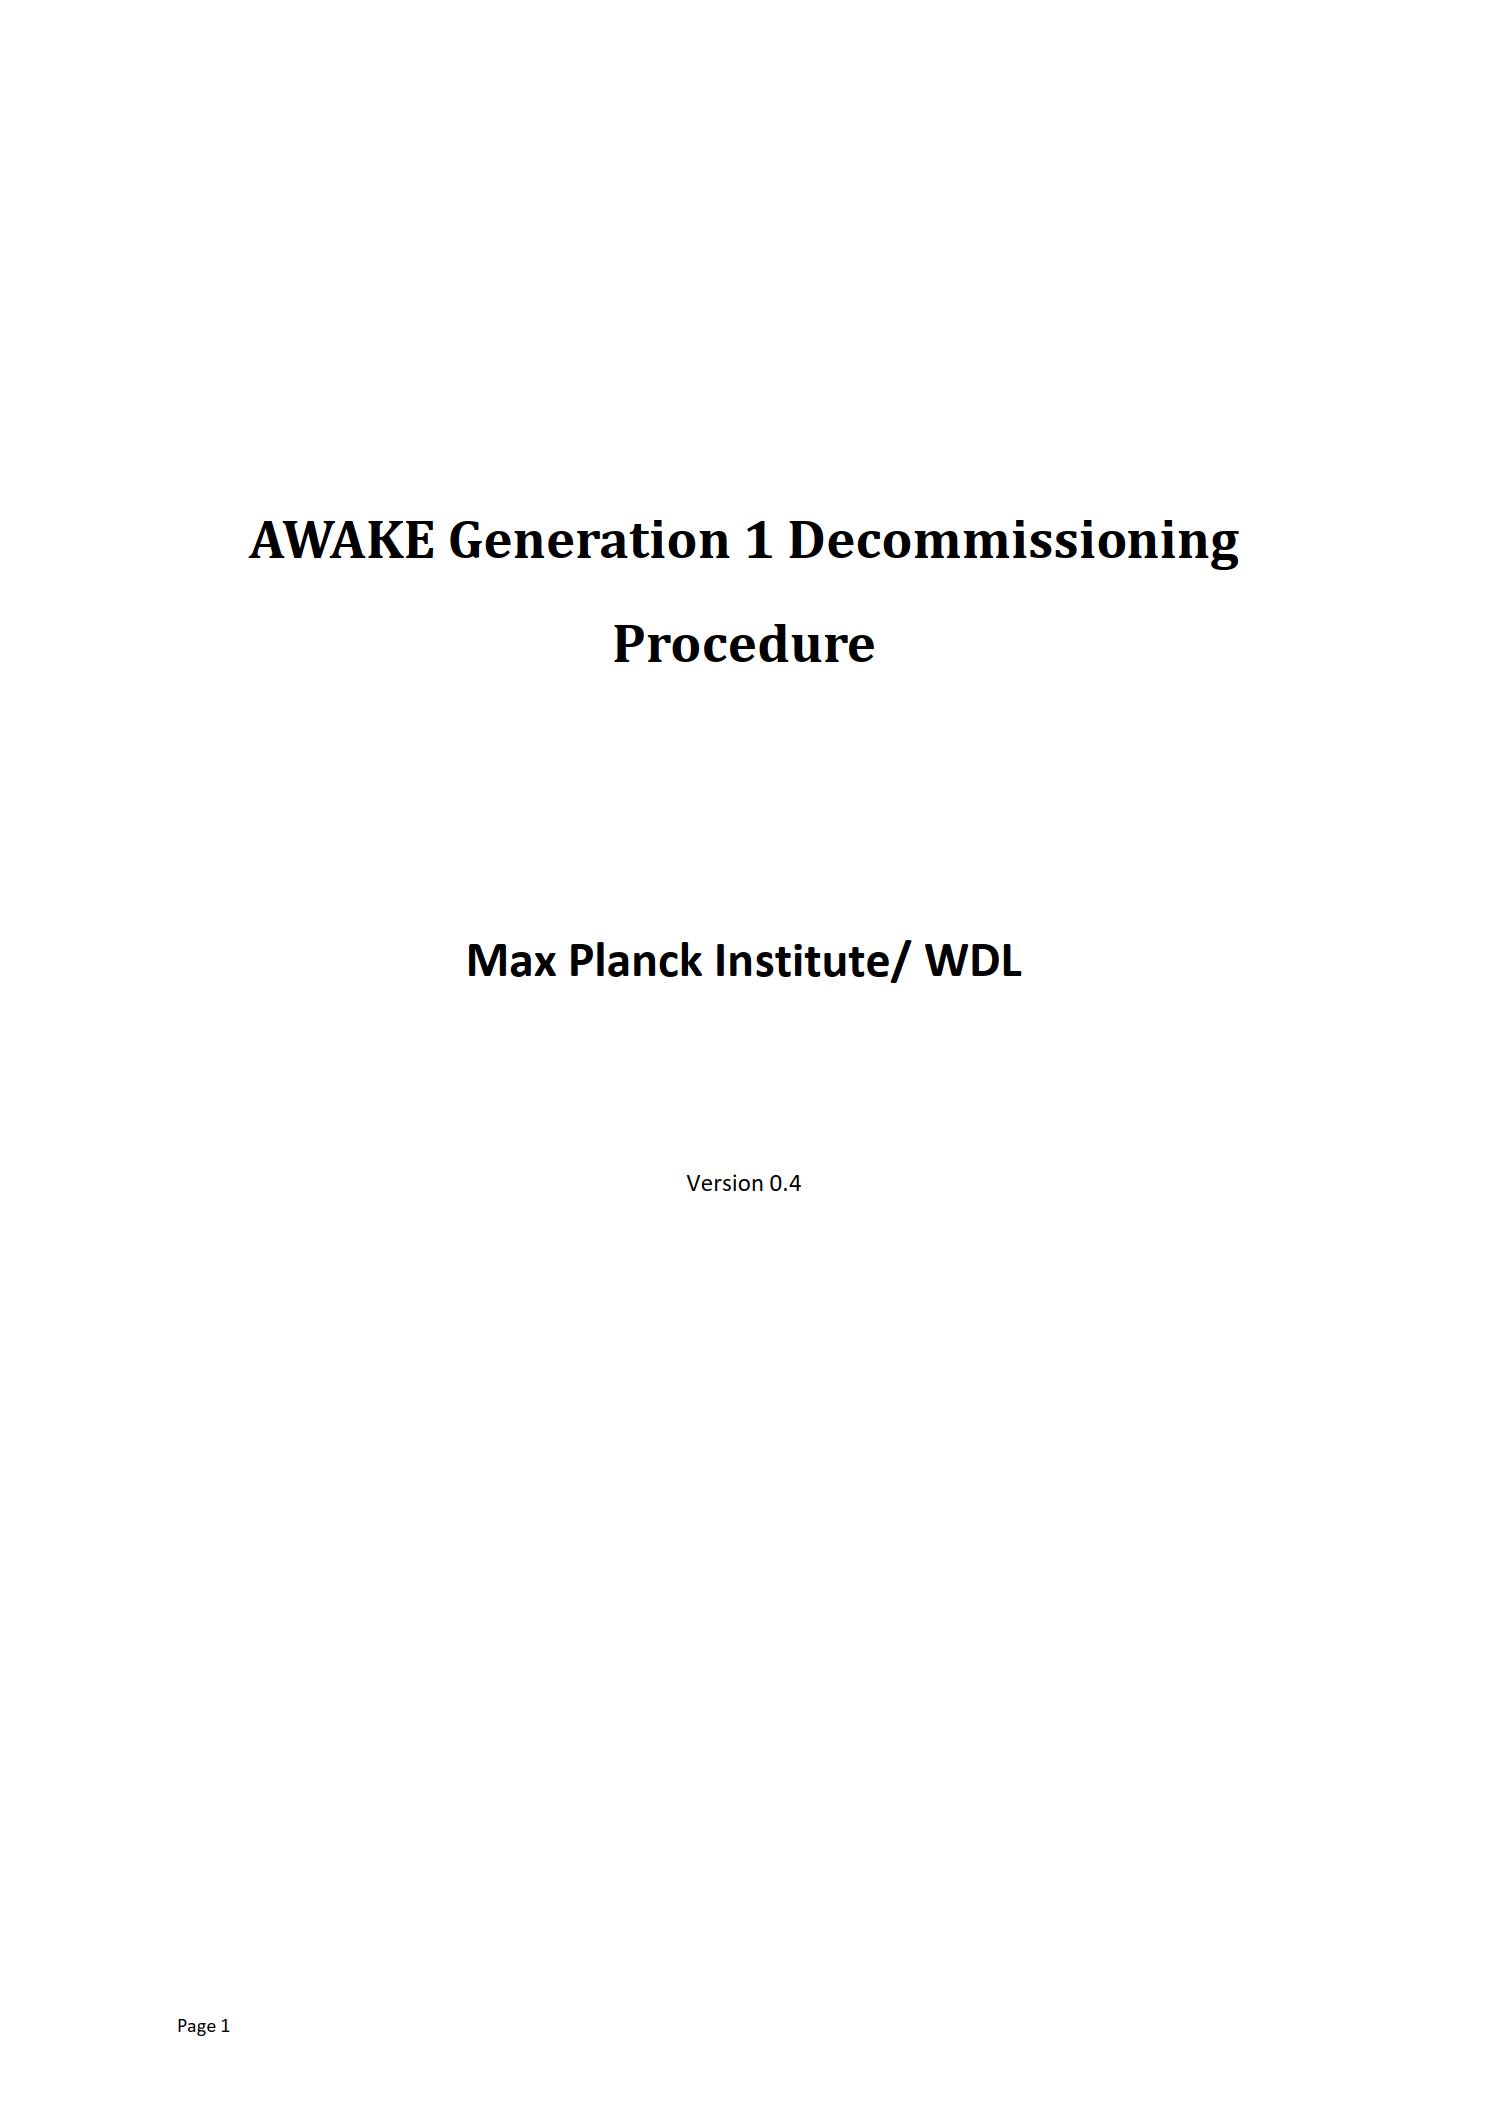 AWAKE Generation 1 Decommissioning
Procedure
Max Planck Institute/ WDL
Version 0.4
Page 1